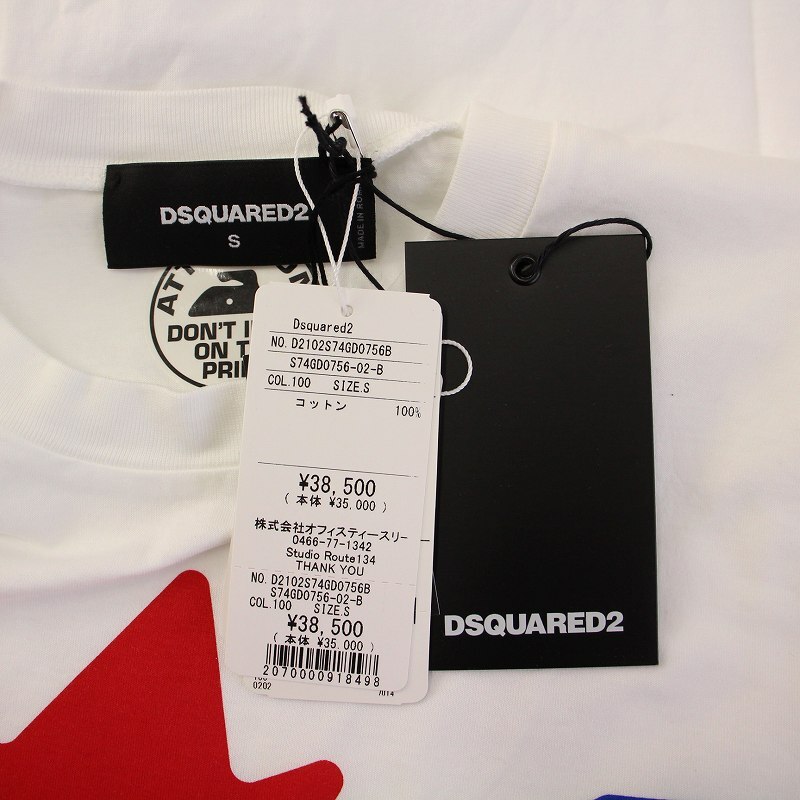 DSQUARED2
S
MADE IN
DON'T
ON
Dsquared2
NO. D2102S74GD0756B
S74GD0756-02-B
COL.100 SIZE.S
コットン 100%
¥38,500
( 本体 ¥35,000 )
株式会社オフィスティースリー
0466-77-1342
Studio Route134
THANK YOU
NO. D2102S74GD0756B
S74GD0756-02-B
COL.100 SIZE.S
¥38,500
( 本体 ¥35,000 )
2070000918498
0202
DSQUARED2